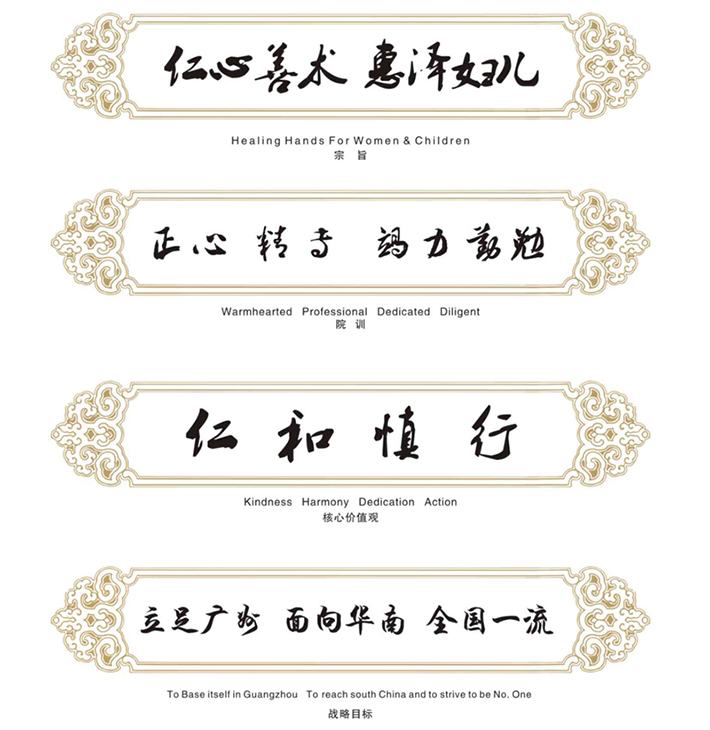 仁心善术 惠泽妇儿
Healing Hands For Women & Children
宗 旨
正心 精专 竭力 勤勉
Warmhearted Professional Dedicated Diligent
院 训
仁 和 慎 行
Kindness Harmony Dedication Action
核心价值观
立足广州 面向华南 全国一流
To Base itself in Guangzhou To reach south China and to strive to be No. One
战略目标